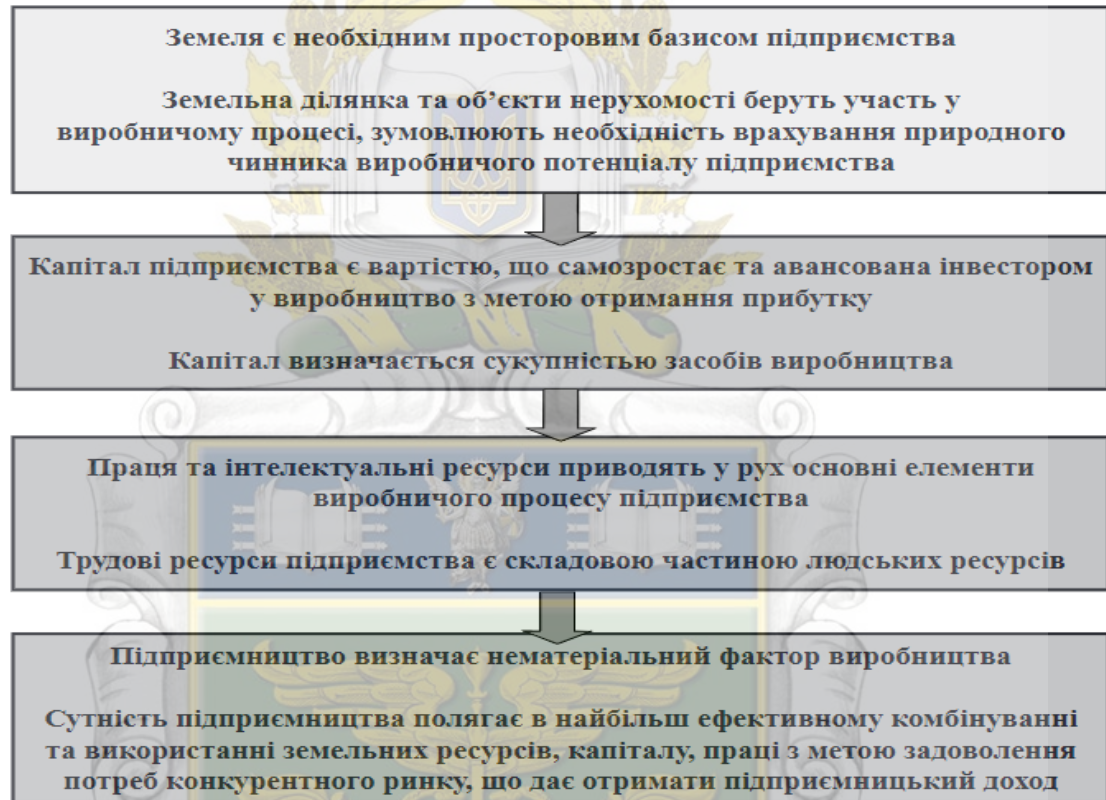 Земеля є необхідним просторовим базисом підприємства
Земельна ділянка та об’єкти нерухомості беруть участь у
виробничому процесі, зумовлюють необхідність врахування природного
чинника виробничого потенціалу підприємства
Капітал підприємства є вартістю, що самозростає та авансована інвестором
у виробництво з метою отримання прибутку
Капітал визначається сукупністю засобів виробництва
Праця та інтелектуальні ресурси приводять у рух основні елементи
виробничого процесу підприємства
Трудові ресурси підприємства є складовою частиною людських ресурсів
Підприємництво визначає нематеріальний фактор виробництва
Сутність підприємництва полягає в найбільш ефективному комбінуванні
та використанні земельних ресурсів, капіталу, праці з метою задоволення
потреб конкурентного ринку, що дає отримати підприємницький доход